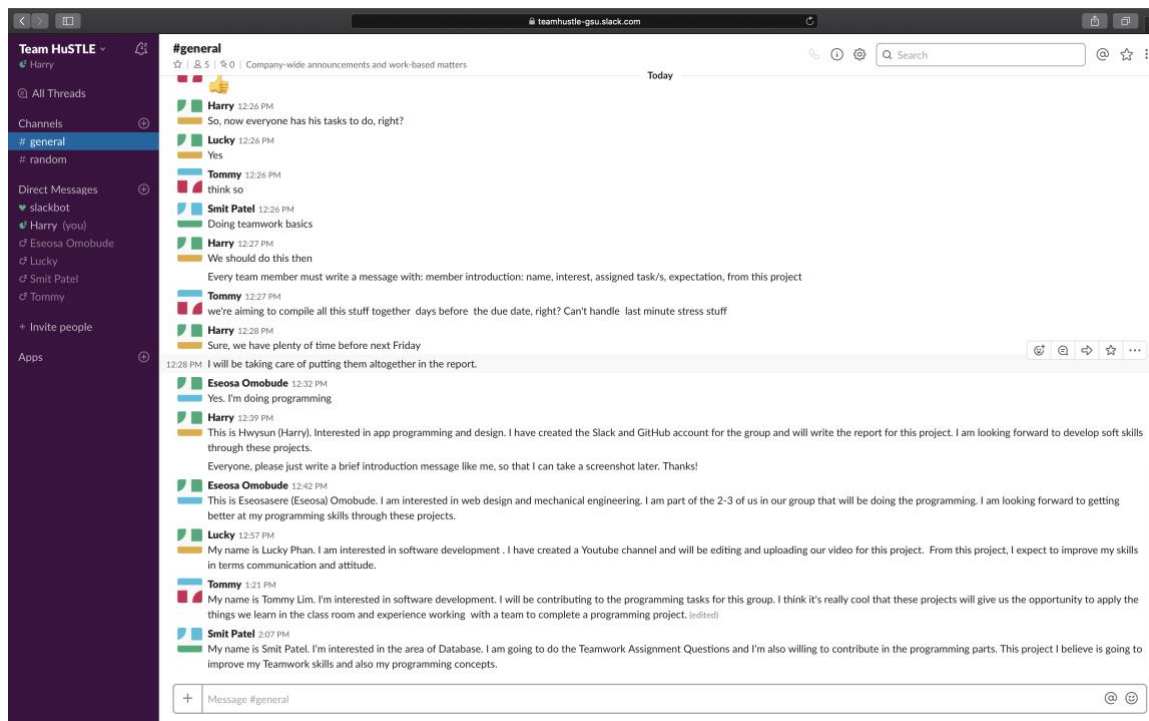 teamhustle-gsu.slack.com
Team HuSTLE
Harry
All Threads
Channels
# general
# random
Direct Messages
slackbot
Harry (you)
Eseosa Omobude
Lucky
Smit Patel
Tommy
+ Invite people
Apps
#general
5 | 0 | Company-wide announcements and work-based matters
Search
Today
Harry 12:26 PM
So, now everyone has his tasks to do, right?
Lucky 12:26 PM
Yes
Tommy 12:26 PM
think so
Smit Patel 12:26 PM
Doing teamwork basics
Harry 12:27 PM
We should do this then
Every team member must write a message with: member introduction: name, interest, assigned task/s, expectation, from this project
Tommy 12:27 PM
we're aiming to compile all this stuff together days before the due date, right? Can't handle last minute stress stuff
Harry 12:28 PM
Sure, we have plenty of time before next Friday
12:28 PM I will be taking care of putting them altogether in the report.
Eseosa Omobude 12:32 PM
Yes. I'm doing programming
Harry 12:39 PM
This is Hwysun (Harry). Interested in app programming and design. I have created the Slack and GitHub account for the group and will write the report for this project. I am looking forward to develop soft skills
through these projects.
Everyone, please just write a brief introduction message like me, so that I can take a screenshot later. Thanks!
Eseosa Omobude 12:42 PM
This is Eseosasere (Eseosa) Omobude. I am interested in web design and mechanical engineering. I am part of the 2-3 of us in our group that will be doing the programming. I am looking forward to getting
better at my programming skills through these projects.
Lucky 12:57 PM
My name is Lucky Phan. I am interested in software development . I have created a Youtube channel and will be editing and uploading our video for this project. From this project, I expect to improve my skills
in terms communication and attitude.
Tommy 1:21 PM
My name is Tommy Lim. I'm interested in software development. I will be contributing to the programming tasks for this group. I think it's really cool that these projects will give us the opportunity to apply the
things we learn in the class room and experience working with a team to complete a programming project. (edited)
Smit Patel 2:07 PM
My name is Smit Patel. I'm interested in the area of Database. I am going to do the Teamwork Assignment Questions and I'm also willing to contribute in the programming parts. This project I believe is going to
improve my Teamwork skills and also my programming concepts.
Message #general